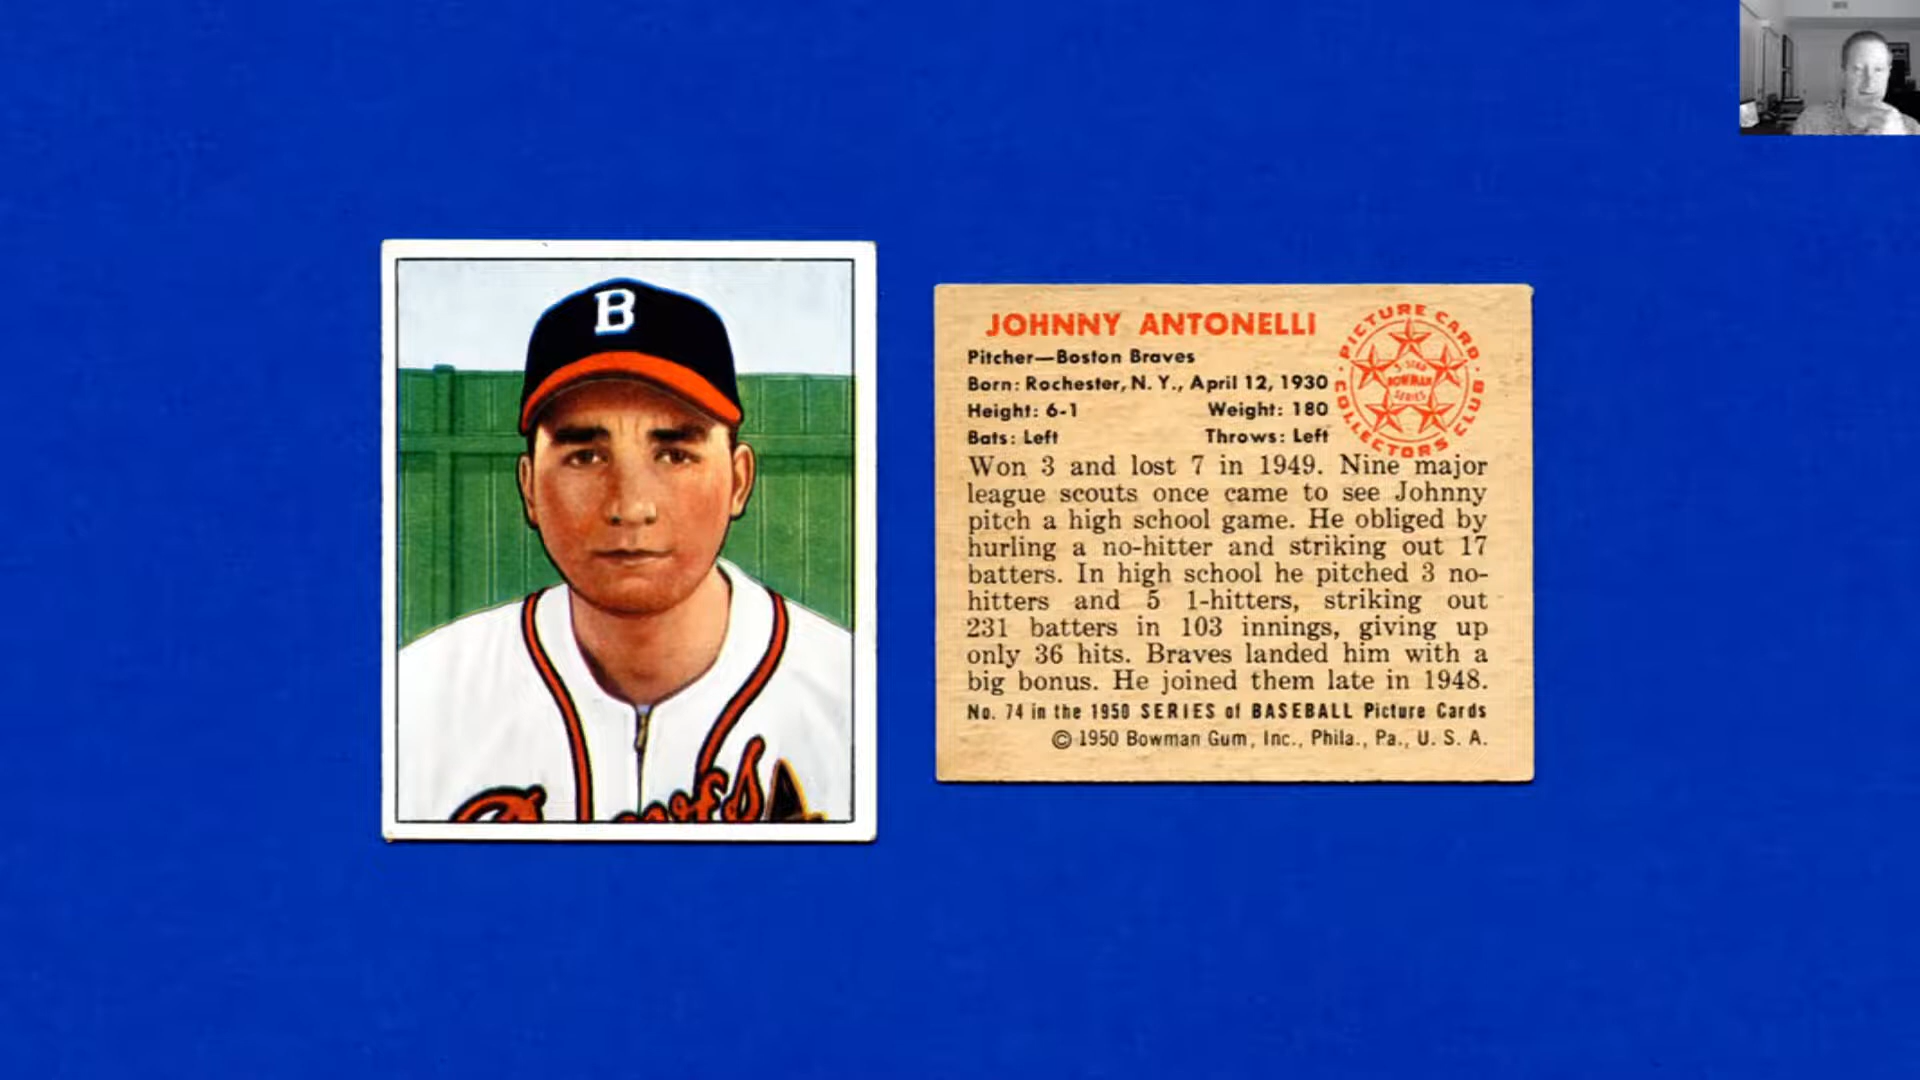 B
Braves
JOHNNY ANTONELLI
Pitcher—Boston Braves
Born: Rochester, N. Y., April 12, 1930
Height: 6-1 Weight: 180
Bats: Left Throws: Left
PICTURE CARD
COLLECTORS CLUB
5-STAR
BOWMAN
SERIES
Won 3 and lost 7 in 1949. Nine major
league scouts once came to see Johnny
pitch a high school game. He obliged by
hurling a no-hitter and striking out 17
batters. In high school he pitched 3 no-
hitters and 5 1-hitters, striking out
231 batters in 103 innings, giving up
only 36 hits. Braves landed him with a
big bonus. He joined them late in 1948.
No. 74 in the 1950 SERIES of BASEBALL Picture Cards
© 1950 Bowman Gum, Inc., Phila., Pa., U. S. A.